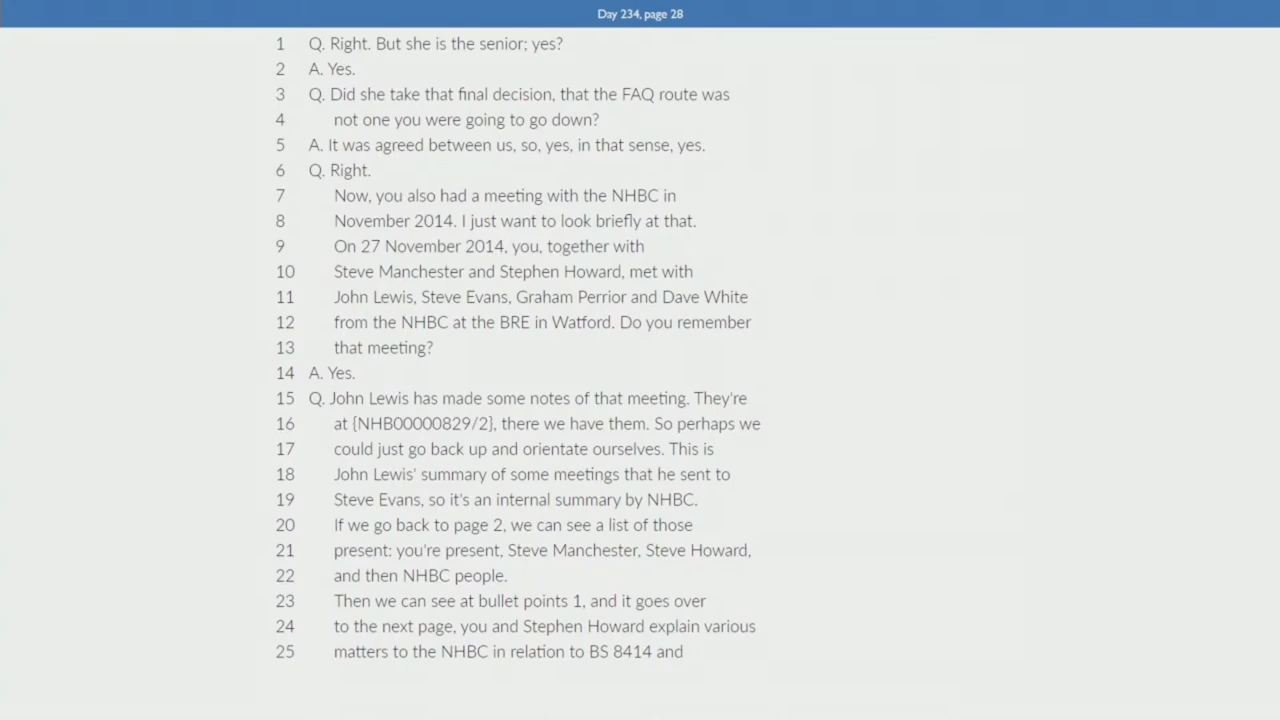 Day 234, page 28
1 Q. Right. But she is the senior; yes?
2 A. Yes.
3 Q. Did she take that final decision, that the FAQ route was
4 not one you were going to go down?
5 A. It was agreed between us, so, yes, in that sense, yes.
6 Q. Right.
7 Now, you also had a meeting with the NHBC in
8 November 2014. I just want to look briefly at that.
9 On 27 November 2014, you, together with
10 Steve Manchester and Stephen Howard, met with
11 John Lewis, Steve Evans, Graham Perrior and Dave White
12 from the NHBC at the BRE in Watford. Do you remember
13 that meeting?
14 A. Yes.
15 Q. John Lewis has made some notes of that meeting. They're
16 at {NHB00000829/2}, there we have them. So perhaps we
17 could just go back up and orientate ourselves. This is
18 John Lewis' summary of some meetings that he sent to
19 Steve Evans, so it's an internal summary by NHBC.
20 If we go back to page 2, we can see a list of those
21 present: you're present, Steve Manchester, Steve Howard,
22 and then NHBC people.
23 Then we can see at bullet points 1, and it goes over
24 to the next page, you and Stephen Howard explain various
25 matters to the NHBC in relation to BS 8414 and